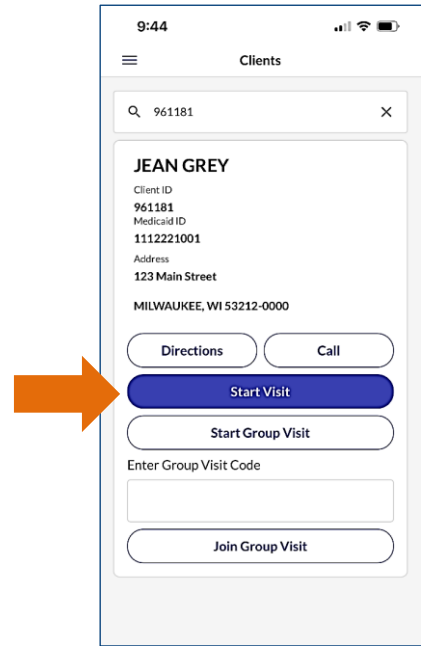 9:44
Clients
961181
JEAN GREY
Client ID
961181
Medicaid ID
1112221001
Address
123 Main Street
MILWAUKEE, WI 53212-0000
Directions Call
Start Visit
Start Group Visit
Enter Group Visit Code
Join Group Visit